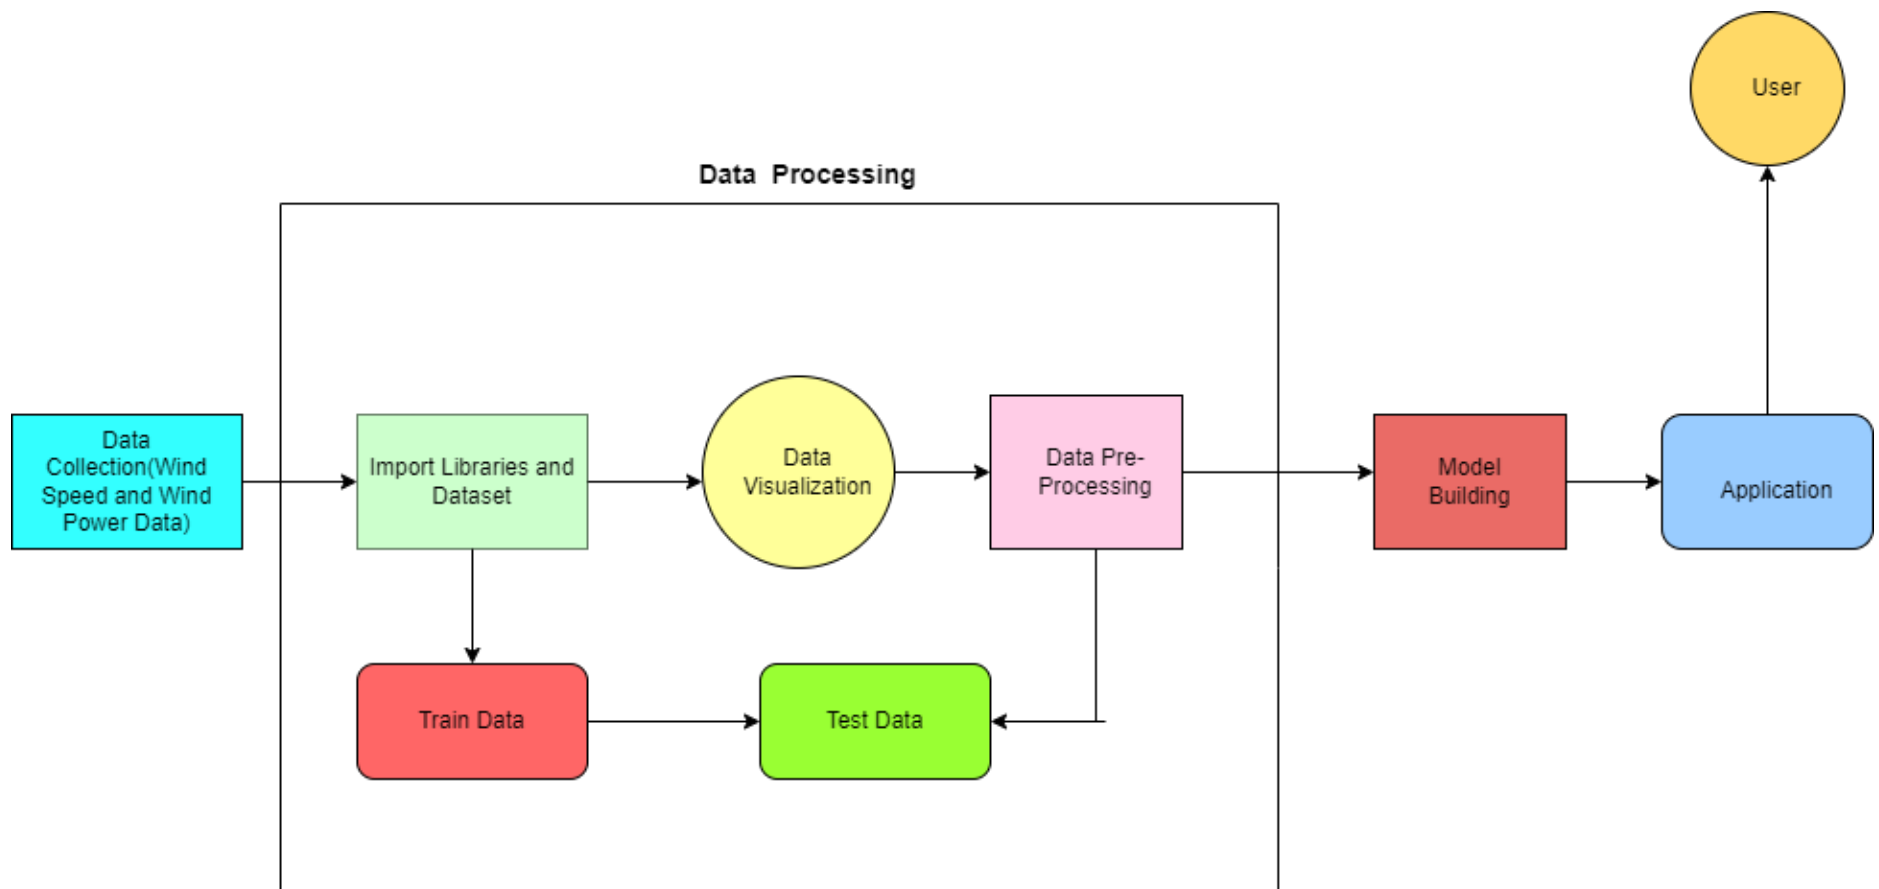 User
Data Processing
Data
Collection(Wind
Speed and Wind
Power Data)
Import Libraries and
Dataset
Data
Visualization
Data Pre-
Processing
Model
Building
Application
Train Data
Test Data